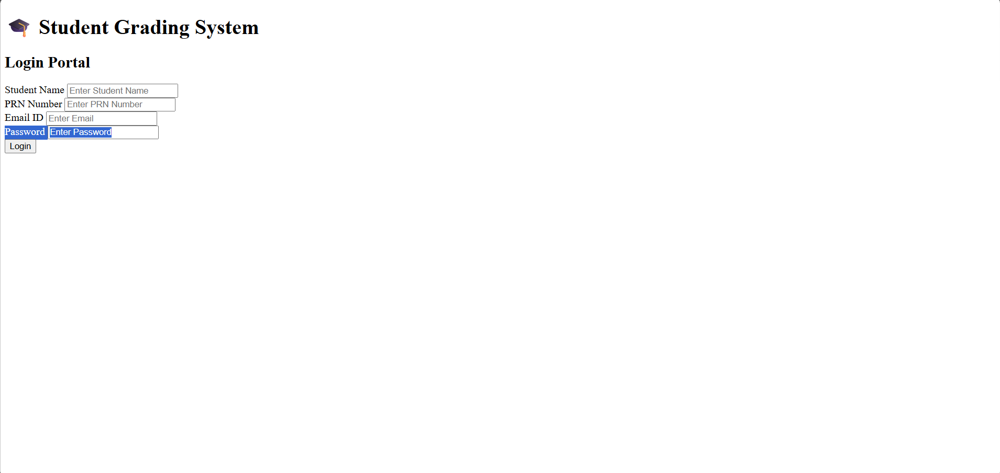 Student Grading System
Login Portal
Student Name Enter Student Name
PRN Number Enter PRN Number
Email ID Enter Email
Password Enter Password
Login